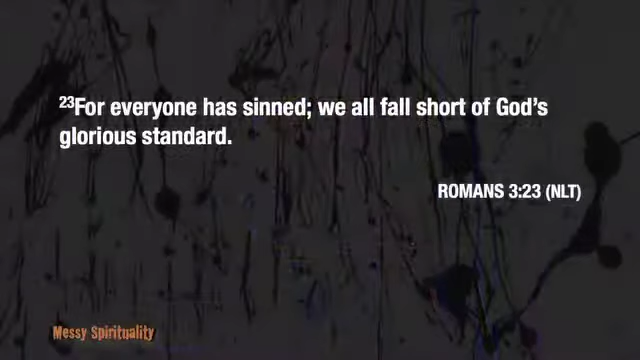 ²³For everyone has sinned; we all fall short of God's
glorious standard.
ROMANS 3:23 (NLT)
Messy Spirituality